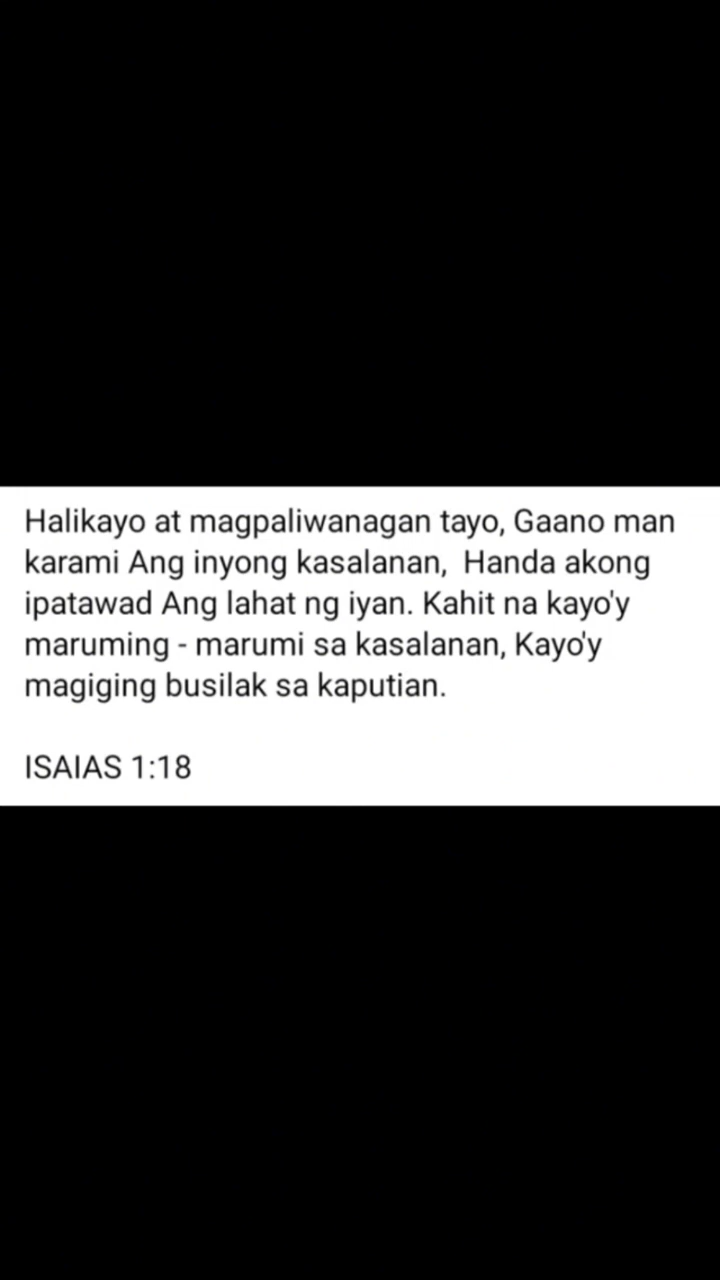 Halikayo at magpaliwanagan tayo, Gaano man
karami Ang inyong kasalanan,  Handa akong
ipatawad Ang lahat ng iyan. Kahit na kayo'y
maruming - marumi sa kasalanan, Kayo'y
magiging busilak sa kaputian.
ISAIAS 1:18